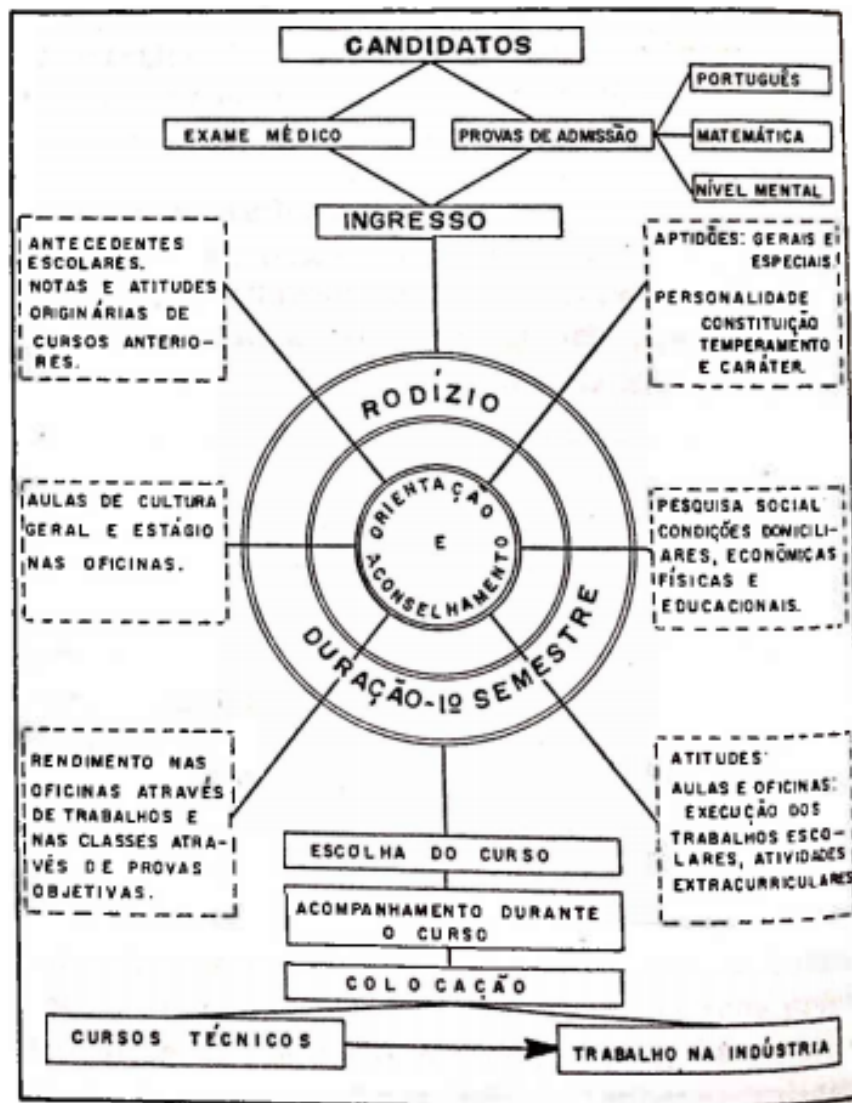 CANDIDATOS
PORTUGUÊS
EXAME MÉDICO
PROVAS DE ADMISSÃO
MATEMÁTICA
NÍVEL MENTAL
INGRESSO
ANTECEDENTES
ESCOLARES.
NOTAS E ATITUDES
ORIGINÁRIAS DE
CURSOS ANTERIO-
RES.
APTIDÕES: GERAIS E
ESPECIAIS.
PERSONALIDADE
CONSTITUIÇÃO
TEMPERAMENTO
E CARÁTER.
RODÍZIO
ORIENTAÇÃO
E
ACONSELHAMENTO
DURAÇÃO-1º SEMESTRE
AULAS DE CULTURA
GERAL E ESTÁGIO
NAS OFICINAS.
PESQUISA SOCIAL
CONDIÇÕES DOMICILI-
ARES, ECONÔMICAS
FÍSICAS E
EDUCACIONAIS.
RENDIMENTO NAS
OFICINAS ATRAVÉS
DE TRABALHOS E
NAS CLASSES ATRA-
VÉS DE PROVAS
OBJETIVAS.
ATITUDES:
AULAS E OFICINAS:
EXECUÇÃO DOS
TRABALHOS ESCO-
LARES, ATIVIDADES
EXTRACURRICULARES
ESCOLHA DO CURSO
ACOMPANHAMENTO DURANTE
O CURSO
COLOCAÇÃO
CURSOS TÉCNICOS
TRABALHO NA INDÚSTRIA